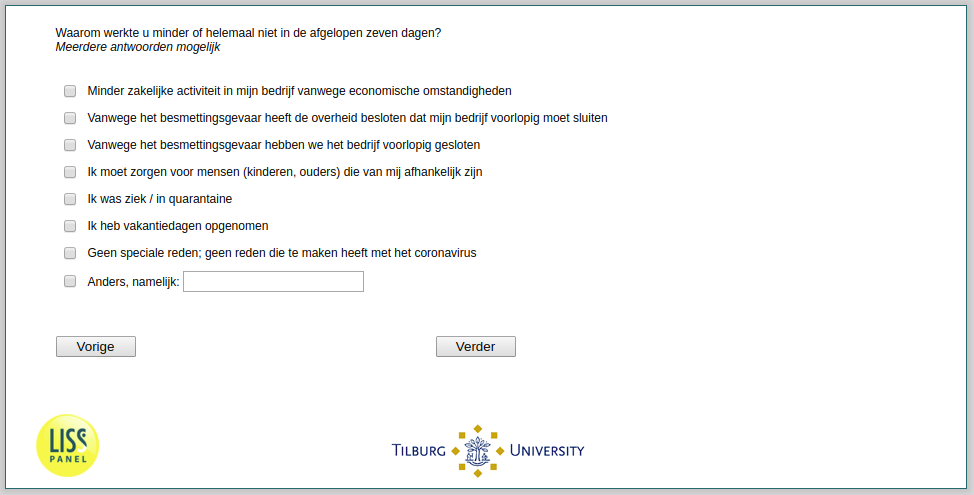 Waarom werkte u minder of helemaal niet in de afgelopen zeven dagen?
Meerdere antwoorden mogelijk
Minder zakelijke activiteit in mijn bedrijf vanwege economische omstandigheden
Vanwege het besmettingsgevaar heeft de overheid besloten dat mijn bedrijf voorlopig moet sluiten
Vanwege het besmettingsgevaar hebben we het bedrijf voorlopig gesloten
Ik moet zorgen voor mensen (kinderen, ouders) die van mij afhankelijk zijn
Ik was ziek / in quarantaine
Ik heb vakantiedagen opgenomen
Geen speciale reden; geen reden die te maken heeft met het coronavirus
Anders, namelijk:
Vorige
Verder
LISS
PANEL
TILBURG UNIVERSITY